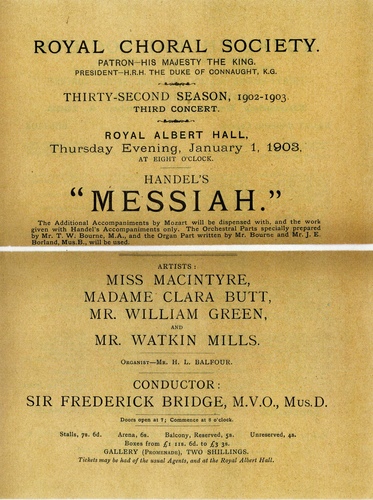 ROYAL CHORAL SOCIETY.
PATRON—HIS MAJESTY THE KING.
PRESIDENT—H.R.H. THE DUKE OF CONNAUGHT, K.G.
THIRTY-SECOND SEASON, 1902-1903.
THIRD CONCERT.
ROYAL ALBERT HALL,
Thursday Evening, January 1, 1903,
AT EIGHT O'CLOCK.
HANDEL'S
"MESSIAH."
The Additional Accompaniments by Mozart will be dispensed with, and the work
given with Handel's Accompaniments only. The Orchestral Parts specially prepared
by Mr. T. W. Bourne, M.A., and the Organ Part written by Mr. Bourne and Mr. J. E.
Borland, Mus.B., will be used.
ARTISTS:
MISS MACINTYRE,
MADAME CLARA BUTT,
MR. WILLIAM GREEN,
AND
MR. WATKIN MILLS.
ORGANIST—MR. H. L. BALFOUR.
CONDUCTOR:
SIR FREDERICK BRIDGE, M.V.O., MUS.D.
Doors open at 7; Commence at 8 o'clock.
Stalls, 7s. 6d. Arena, 6s. Balcony, Reserved, 5s. Unreserved, 4s.
Boxes from £1 11s. 6d. to £3 3s.
GALLERY (PROMENADE), TWO SHILLINGS.
Tickets may be had of the usual Agents, and at the Royal Albert Hall.